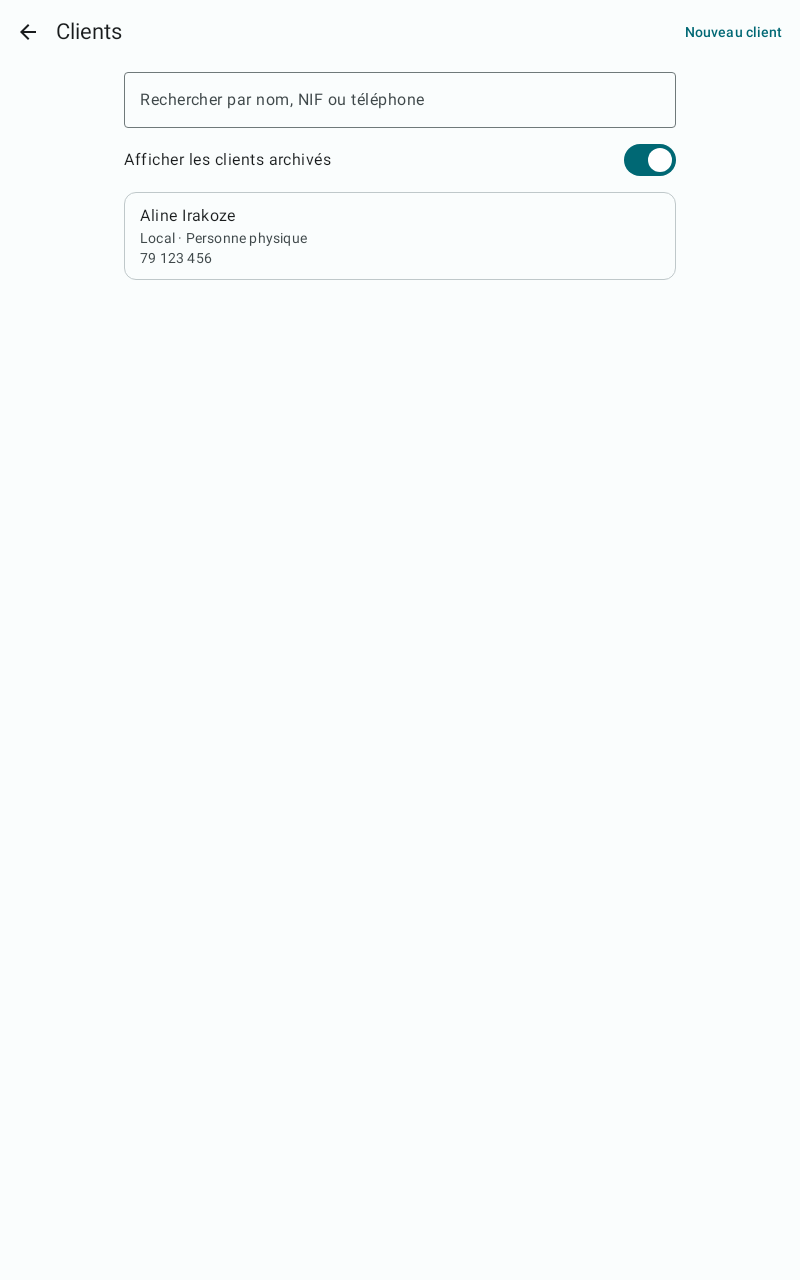 Clients
Nouveau client
Rechercher par nom, NIF ou téléphone
Afficher les clients archivés
Aline Irakoze
Local · Personne physique
79 123 456